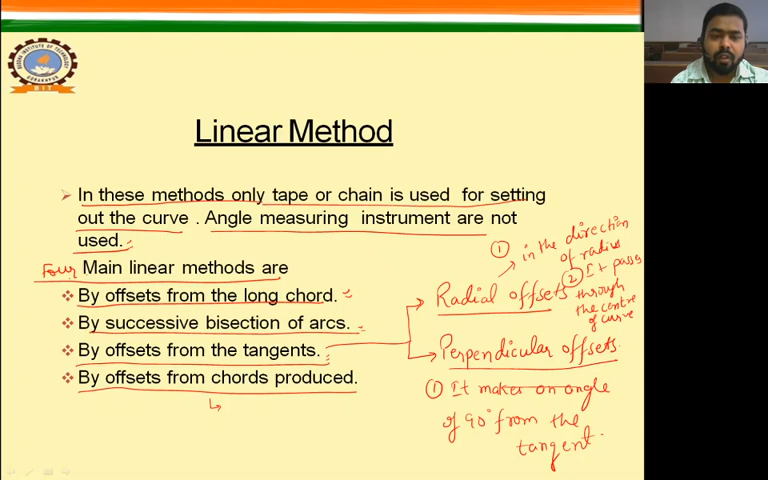 Linear Method
In these methods only tape or chain is used for setting
out the curve . Angle measuring instrument are not
used.
Four Main linear methods are
By offsets from the long chord.
By successive bisection of arcs.
By offsets from the tangents.
By offsets from chords produced.
① in the direction
of radius
② It pass
through
the centre
of curve
Radial offsets
Perpendicular offsets.
① It makes on angle
of 90° from the
tangent.